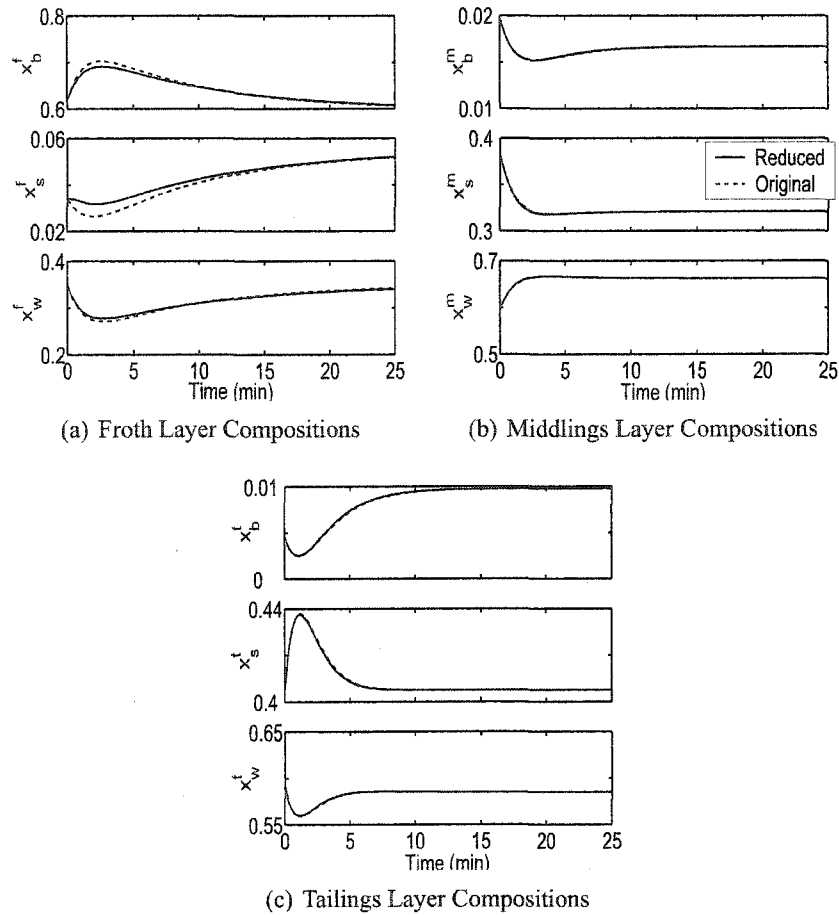 0.8
x_b^f
0.6
0.06
x_s^f
0.02
0.4
x_w^f
0.2
0 5 10 15 20 25
Time (min)
(a) Froth Layer Compositions
0.02
x_b^m
0.01
0.4
x_s^m
0.3
Reduced
Original
0.7
x_w^m
0.5
0 5 10 15 20 25
Time (min)
(b) Middlings Layer Compositions
0.01
x_b^t
0
0.44
x_s^t
0.4
0.65
x_w^t
0.55
0 5 10 15 20 25
Time (min)
(c) Tailings Layer Compositions